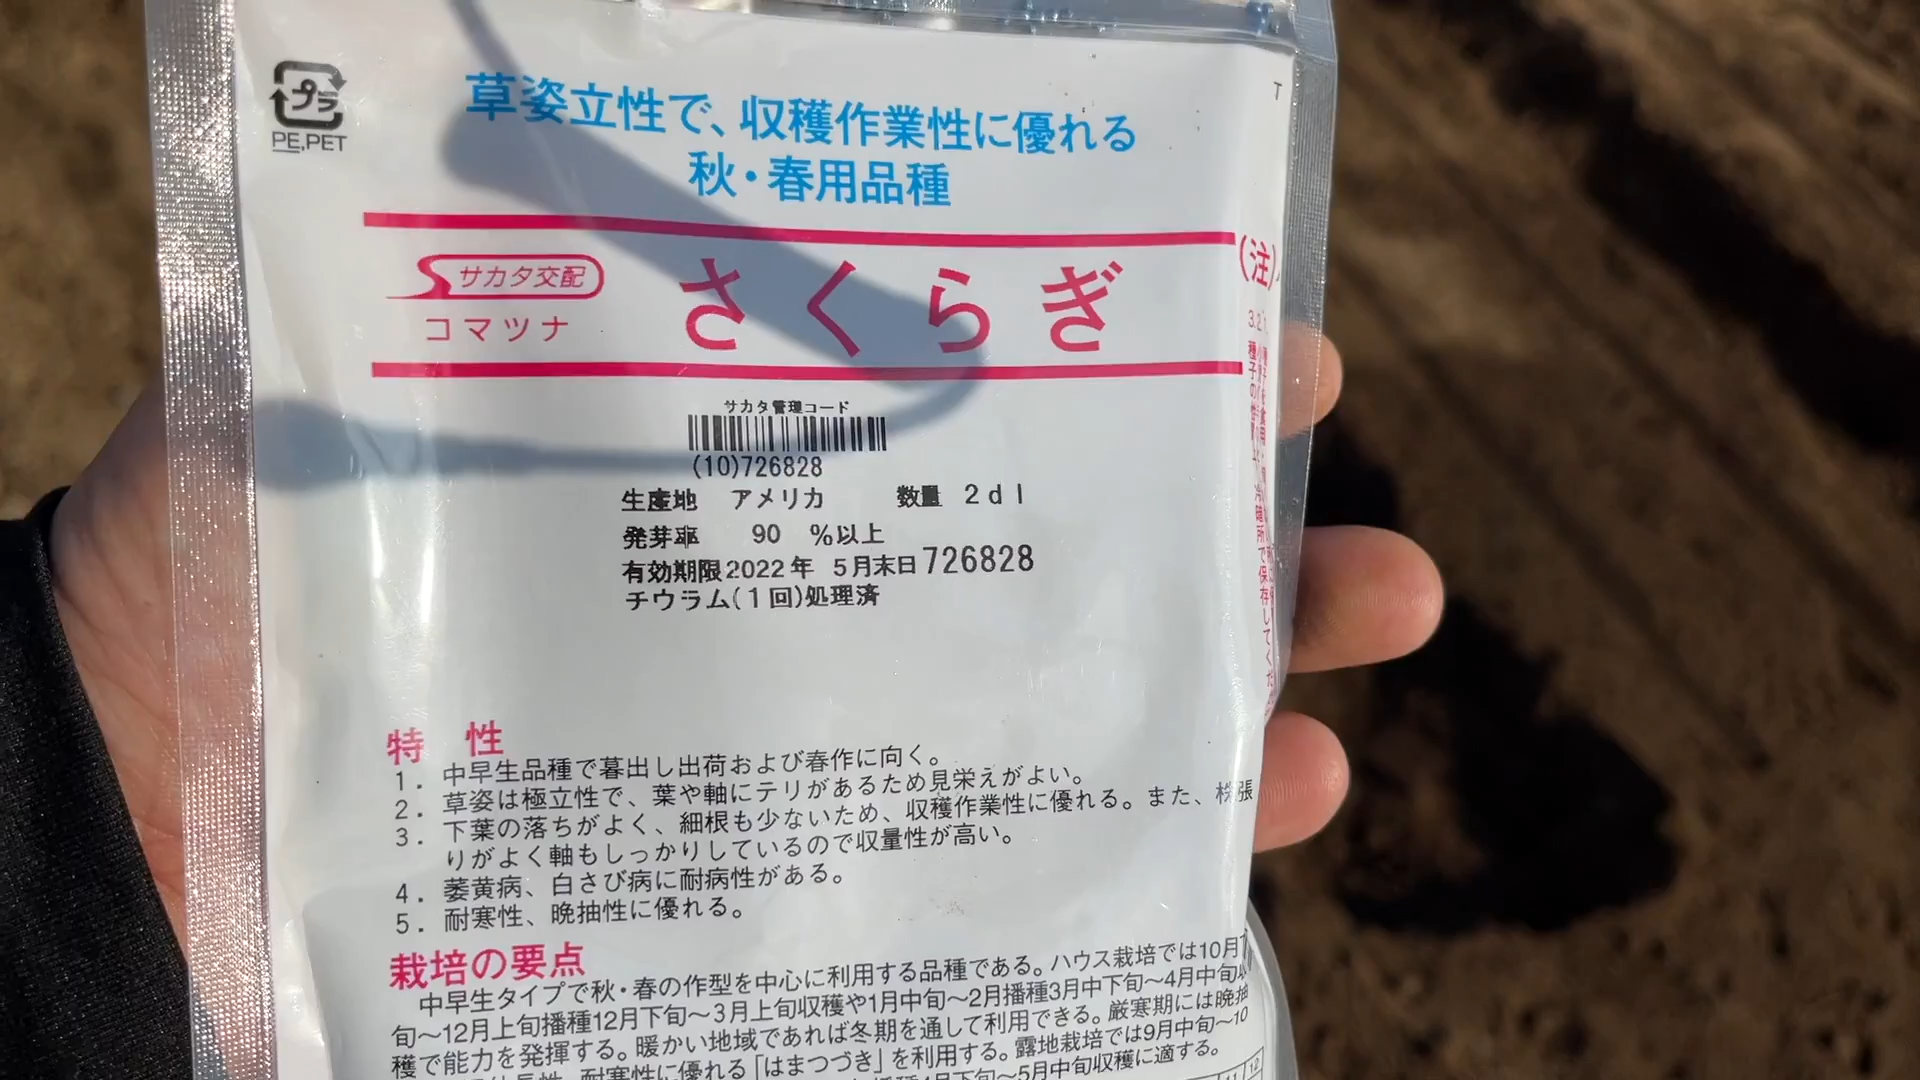 プラ
PE,PET
T
草姿立性で、収穫作業性に優れる
秋・春用品種
サカタ交配
コマツナ
さくらぎ
(注)
サカタ管理コード
(10)726828
生産地 アメリカ 数量 2dl
発芽率 90 %以上
有効期限2022年 5月末日726828
チウラム(1回)処理済
特 性
1. 中早生品種で暮出し出荷および春作に向く。
2. 草姿は極立性で、葉や軸にテリがあるため見栄えがよい。
3. 下葉の落ちがよく、細根も少ないため、収穫作業性に優れる。また、株張
りがよく軸もしっかりしているので収量性が高い。
4. 萎黄病、白さび病に耐病性がある。
5. 耐寒性、晩抽性に優れる。
栽培の要点
中早生タイプで秋・春の作型を中心に利用する品種である。ハウス栽培では10月下
旬〜12月上旬播種12月下旬〜3月上旬収穫や1月中旬〜2月播種3月中下旬〜4月中旬収
穫で能力を発揮する。暖かい地域であれば冬期を通して利用できる。厳寒期には晩抽
耐寒性に優れる「はまつづき」を利用する。露地栽培では9月中旬〜10
4月下旬〜5月中旬収穫に適する。
11 12